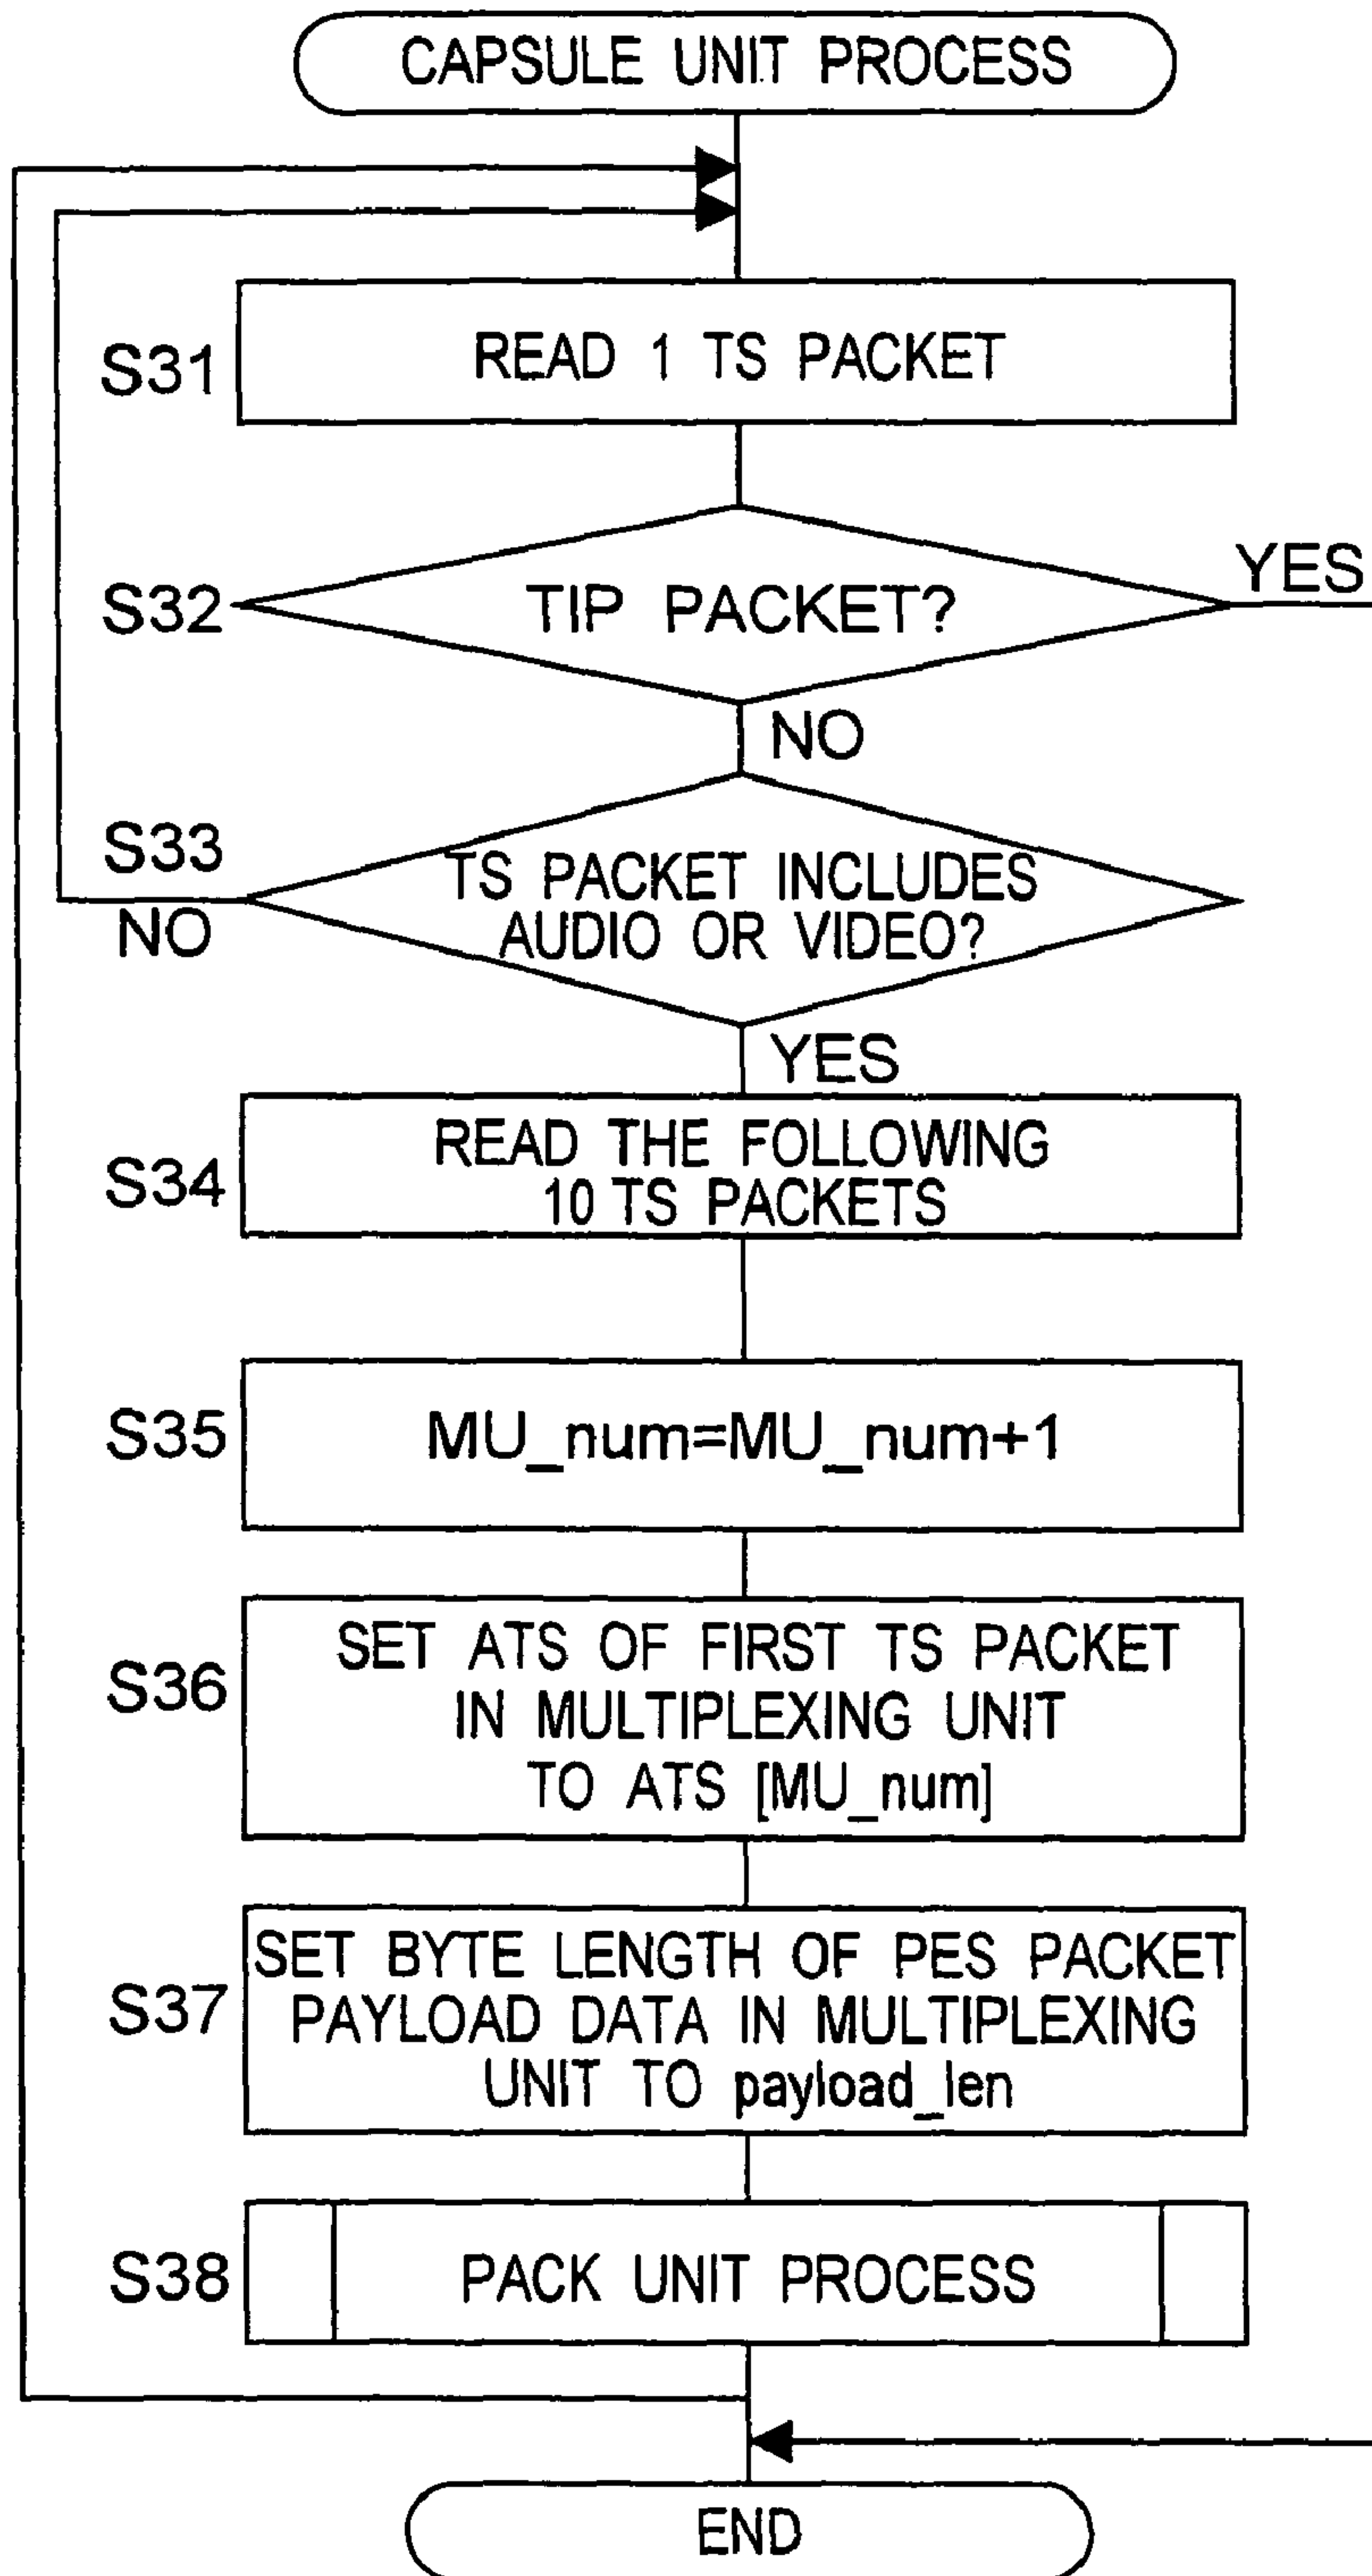 CAPSULE UNIT PROCESS
S31
READ 1 TS PACKET
S32
TIP PACKET?
YES
NO
S33
NO
TS PACKET INCLUDES
AUDIO OR VIDEO?
YES
S34
READ THE FOLLOWING
10 TS PACKETS
S35
MU_num=MU_num+1
S36
SET ATS OF FIRST TS PACKET
IN MULTIPLEXING UNIT
TO ATS [MU_num]
S37
SET BYTE LENGTH OF PES PACKET
PAYLOAD DATA IN MULTIPLEXING
UNIT TO payload_len
S38
PACK UNIT PROCESS
END